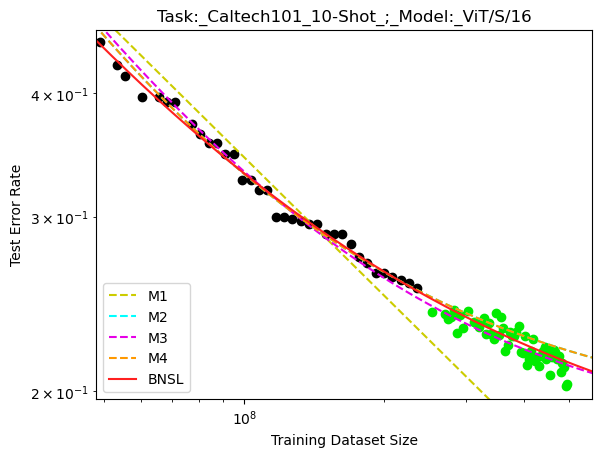 Task:_Caltech101_10-Shot_;_Model:_ViT/S/16
Test Error Rate
4 × 10⁻¹
3 × 10⁻¹
2 × 10⁻¹
M1
M2
M3
M4
BNSL
10⁸
Training Dataset Size